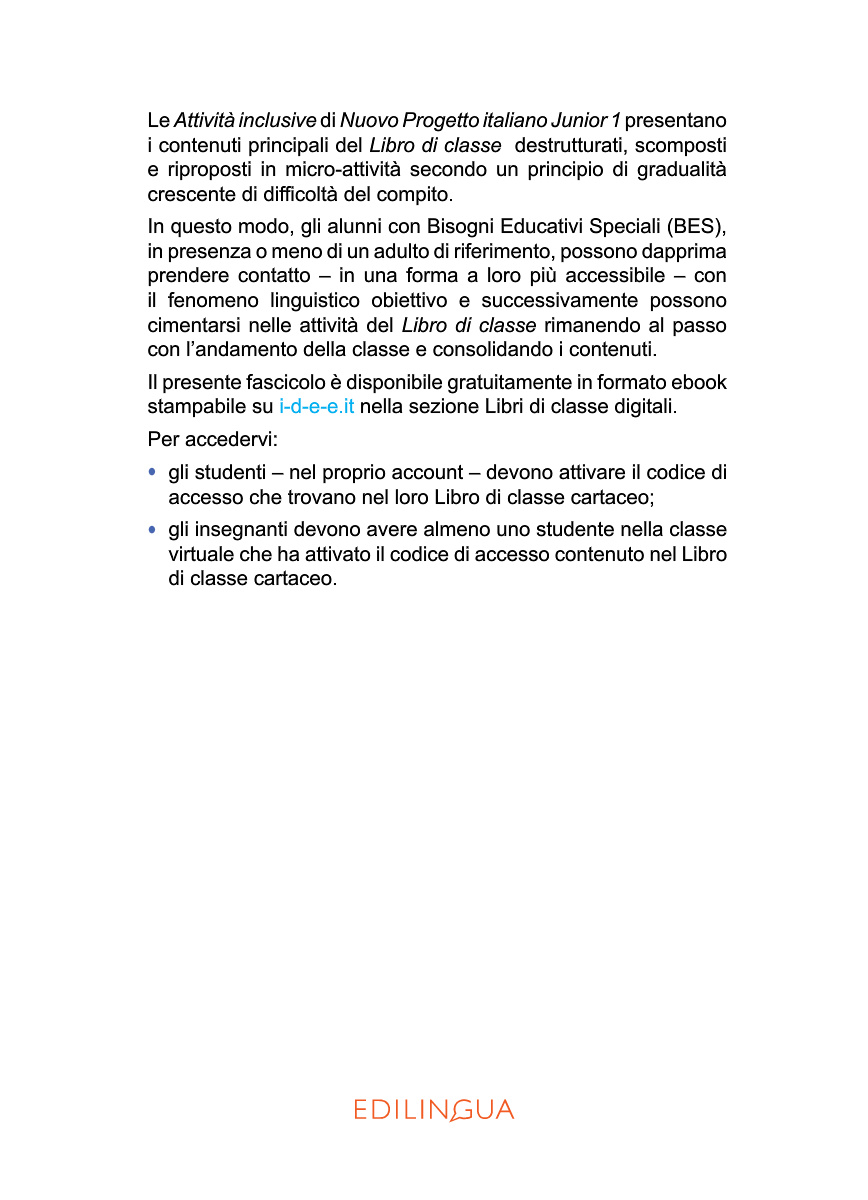 Le Attività inclusive di Nuovo Progetto italiano Junior 1 presentano
i contenuti principali del Libro di classe destrutturati, scomposti
e riproposti in micro-attività secondo un principio di gradualità
crescente di difficoltà del compito.
In questo modo, gli alunni con Bisogni Educativi Speciali (BES),
in presenza o meno di un adulto di riferimento, possono dapprima
prendere contatto – in una forma a loro più accessibile – con
il fenomeno linguistico obiettivo e successivamente possono
cimentarsi nelle attività del Libro di classe rimanendo al passo
con l’andamento della classe e consolidando i contenuti.
Il presente fascicolo è disponibile gratuitamente in formato ebook
stampabile su i-d-e-e.it nella sezione Libri di classe digitali.
Per accedervi:
• gli studenti – nel proprio account – devono attivare il codice di
accesso che trovano nel loro Libro di classe cartaceo;
• gli insegnanti devono avere almeno uno studente nella classe
virtuale che ha attivato il codice di accesso contenuto nel Libro
di classe cartaceo.
EDILINGUA